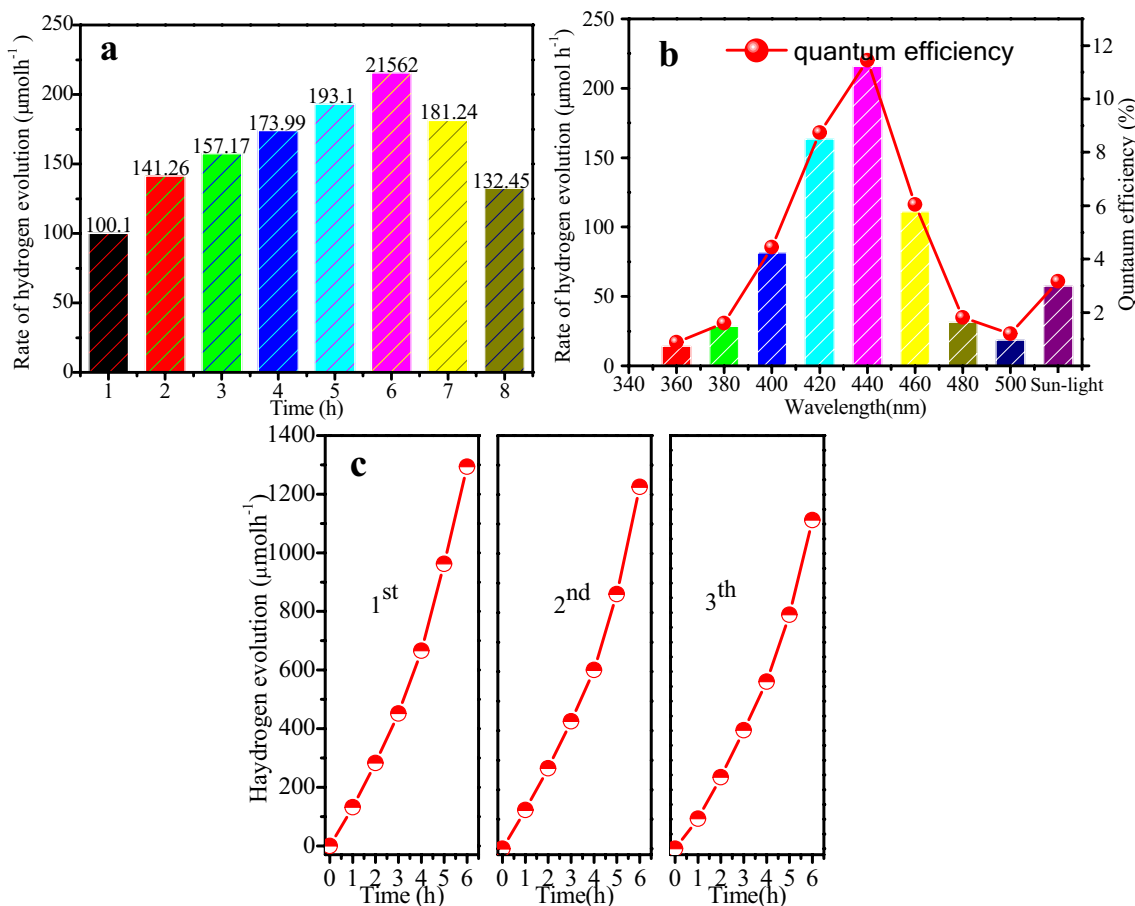 a
Rate of hydrogen evolution (μmolh⁻¹)
250
200
150
100
50
0
100.1
141.26
157.17
173.99
193.1
21562
181.24
132.45
1 2 3 4 5 6 7 8
Time (h)
b
quantum efficiency
Rate of hydrogen evolution (μmol h⁻¹)
250
200
150
100
50
0
12
10
8
6
4
2
Quntaum efficiency (%)
340 360 380 400 420 440 460 480 500 Sun-light
Wavelength(nm)
c
Haydrogen evolution (μmolh⁻¹)
1400
1200
1000
800
600
400
200
0
1st
2nd
3th
0 1 2 3 4 5 6
Time (h)
0 1 2 3 4 5 6
Time(h)
0 1 2 3 4 5 6
Time(h)